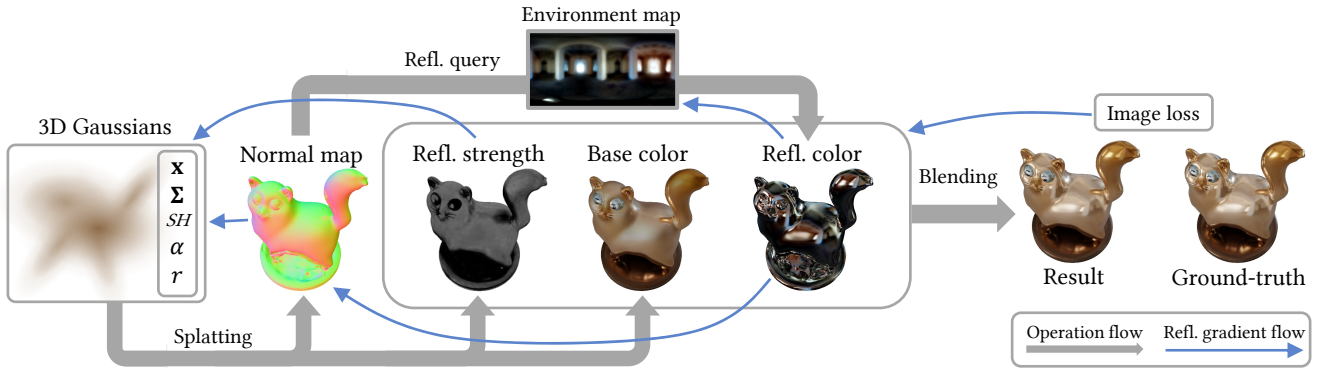 Environment map
Refl. query
Image loss
3D Gaussians
Normal map
Refl. strength
Base color
Refl. color
Blending
x
Σ
SH
α
r
Result
Ground-truth
Splatting
Operation flow
Refl. gradient flow